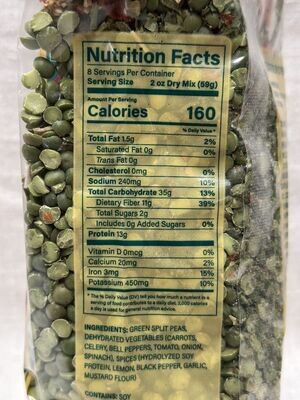 Nutrition Facts
8 Servings Per Container
Serving Size 2 oz Dry Mix (59g)
Amount Per Serving
Calories 160
% Daily Value*
Total Fat 1.5g 2%
Saturated Fat 0g 0%
Trans Fat 0g
Cholesterol 0mg 0%
Sodium 240mg 10%
Total Carbohydrate 35g 13%
Dietary Fiber 11g 39%
Total Sugars 2g
Includes 0g Added Sugars 0%
Protein 13g
Vitamin D 0mcg 0%
Calcium 20mg 2%
Iron 3mg 15%
Potassium 450mg 10%
* The % Daily Value (DV) tell you how much a nutrient is a
serving of food contributes to a daily diet. 2,000 calories
a day is used for general nutrition advice.
INGREDIENTS: GREEN SPLIT PEAS,
DEHYDRATED VEGETABLES (CARROTS,
CELERY, BELL PEPPERS, TOMATO, ONION,
SPINACH), SPICES (HYDROLYZED SOY
PROTEIN, LEMON, BLACK PEPPER, GARLIC,
MUSTARD FLOUR)
CONTAINS: SOY